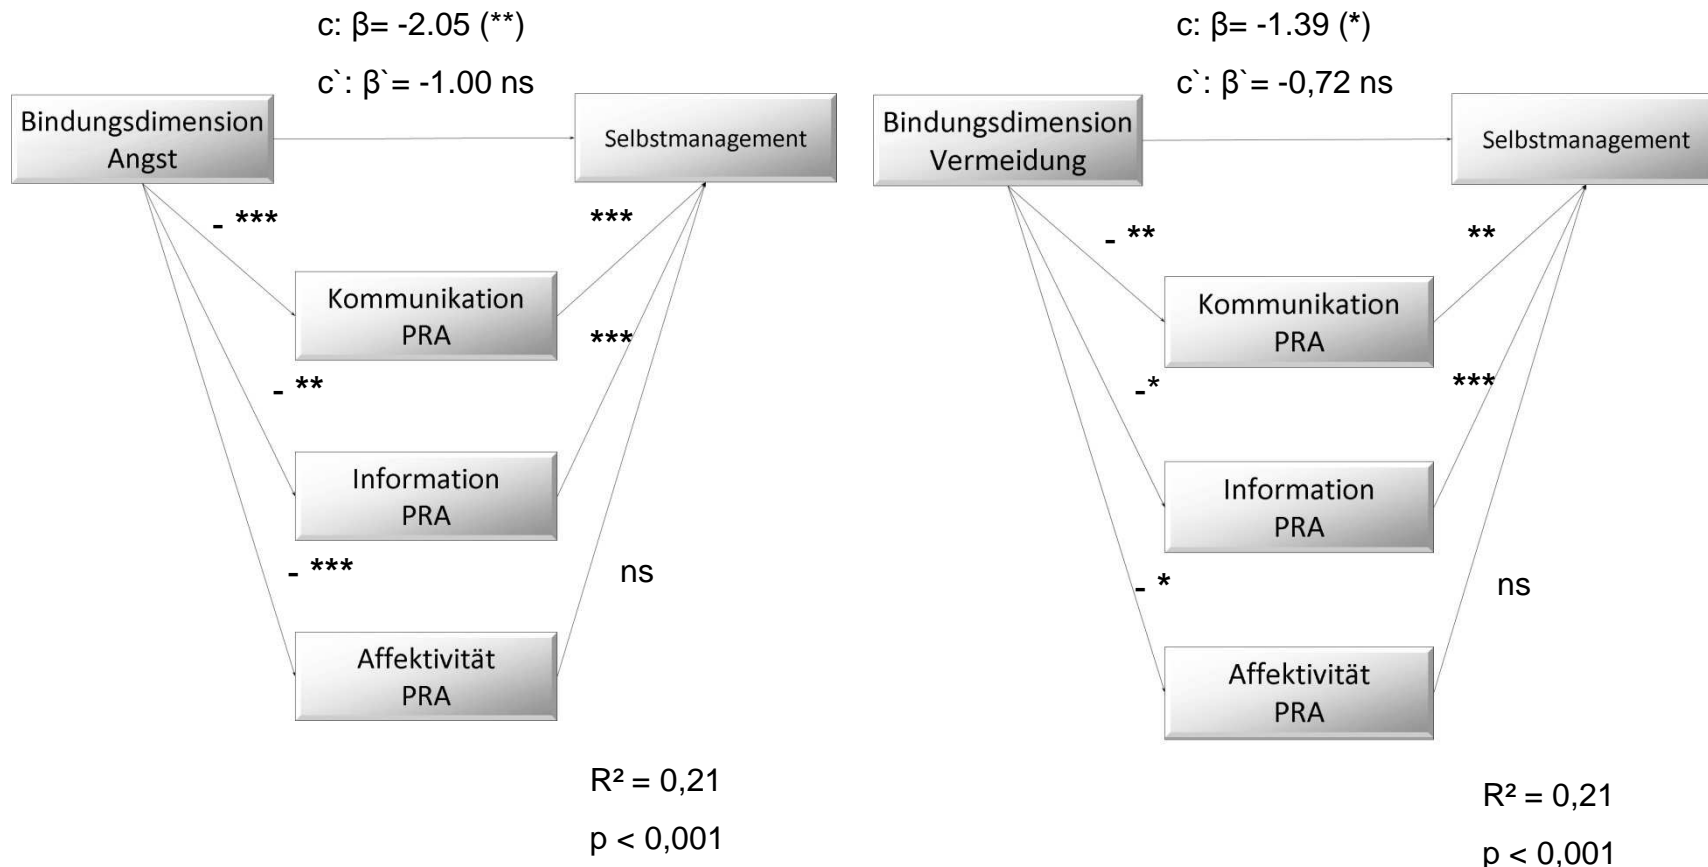 c: β= -2.05 (**)
c`: β`= -1.00 ns
Bindungsdimension
Angst
Selbstmanagement
- ***
***
Kommunikation
PRA
***
- **
Information
PRA
- ***
ns
Affektivität
PRA
R² = 0,21
p < 0,001
c: β= -1.39 (*)
c`: β`= -0,72 ns
Bindungsdimension
Vermeidung
Selbstmanagement
- **
**
Kommunikation
PRA
-*
***
Information
PRA
- *
ns
Affektivität
PRA
R² = 0,21
p < 0,001